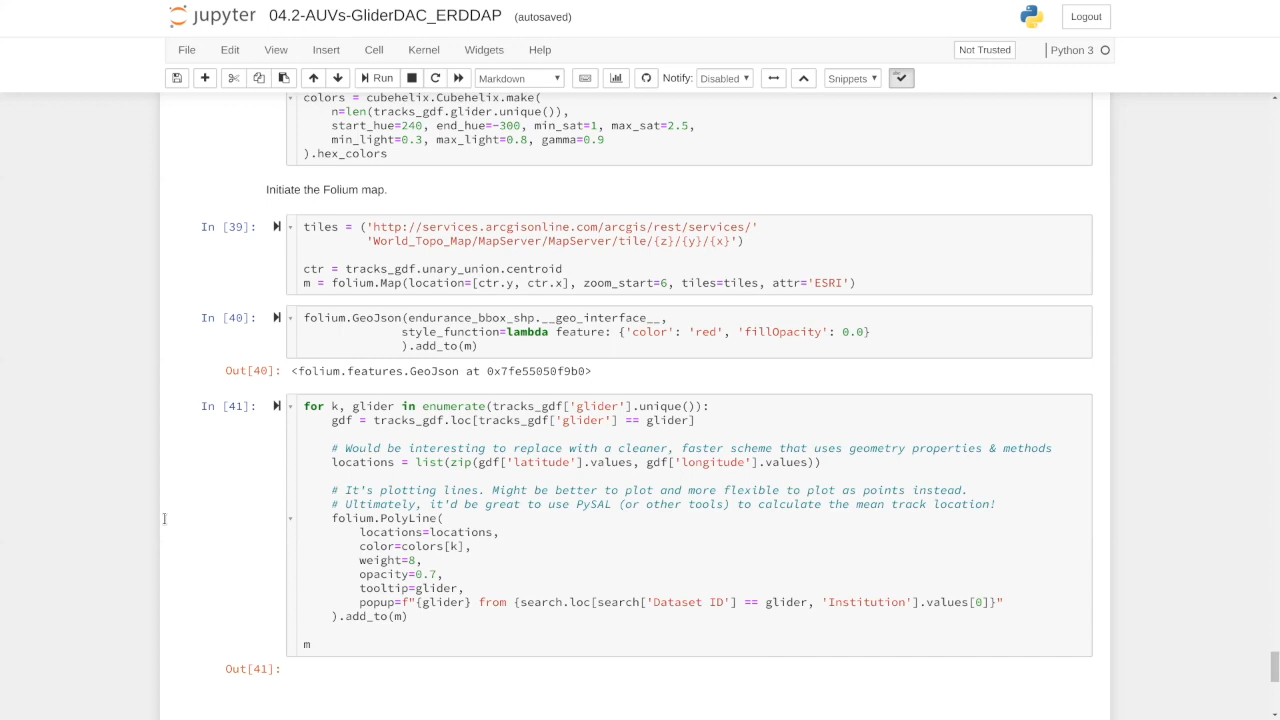 jupyter 04.2-AUVs-GliderDAC_ERDDAP (autosaved) Logout
File Edit View Insert Cell Kernel Widgets Help Not Trusted Python 3
Run Markdown Notify: Disabled Snippets
colors = cubehelix.Cubehelix.make(
n=len(tracks_gdf.glider.unique()),
start_hue=240, end_hue=-300, min_sat=1, max_sat=2.5,
min_light=0.3, max_light=0.8, gamma=0.9
).hex_colors
Initiate the Folium map.
In [39]: tiles = ('http://services.arcgisonline.com/arcgis/rest/services/'
'World_Topo_Map/MapServer/MapServer/tile/{z}/{y}/{x}')
ctr = tracks_gdf.unary_union.centroid
m = folium.Map(location=[ctr.y, ctr.x], zoom_start=6, tiles=tiles, attr='ESRI')
In [40]: folium.GeoJson(endurance_bbox_shp.__geo_interface__,
style_function=lambda feature: {'color': 'red', 'fillOpacity': 0.0}
).add_to(m)
Out[40]: <folium.features.GeoJson at 0x7fe55050f9b0>
In [41]: for k, glider in enumerate(tracks_gdf['glider'].unique()):
gdf = tracks_gdf.loc[tracks_gdf['glider'] == glider]
# Would be interesting to replace with a cleaner, faster scheme that uses geometry properties & methods
locations = list(zip(gdf['latitude'].values, gdf['longitude'].values))
# It's plotting lines. Might be better to plot and more flexible to plot as points instead.
# Ultimately, it'd be great to use PySAL (or other tools) to calculate the mean track location!
folium.PolyLine(
locations=locations,
color=colors[k],
weight=8,
opacity=0.7,
tooltip=glider,
popup=f"{glider} from {search.loc[search['Dataset ID'] == glider, 'Institution'].values[0]}"
).add_to(m)
m
Out[41]: